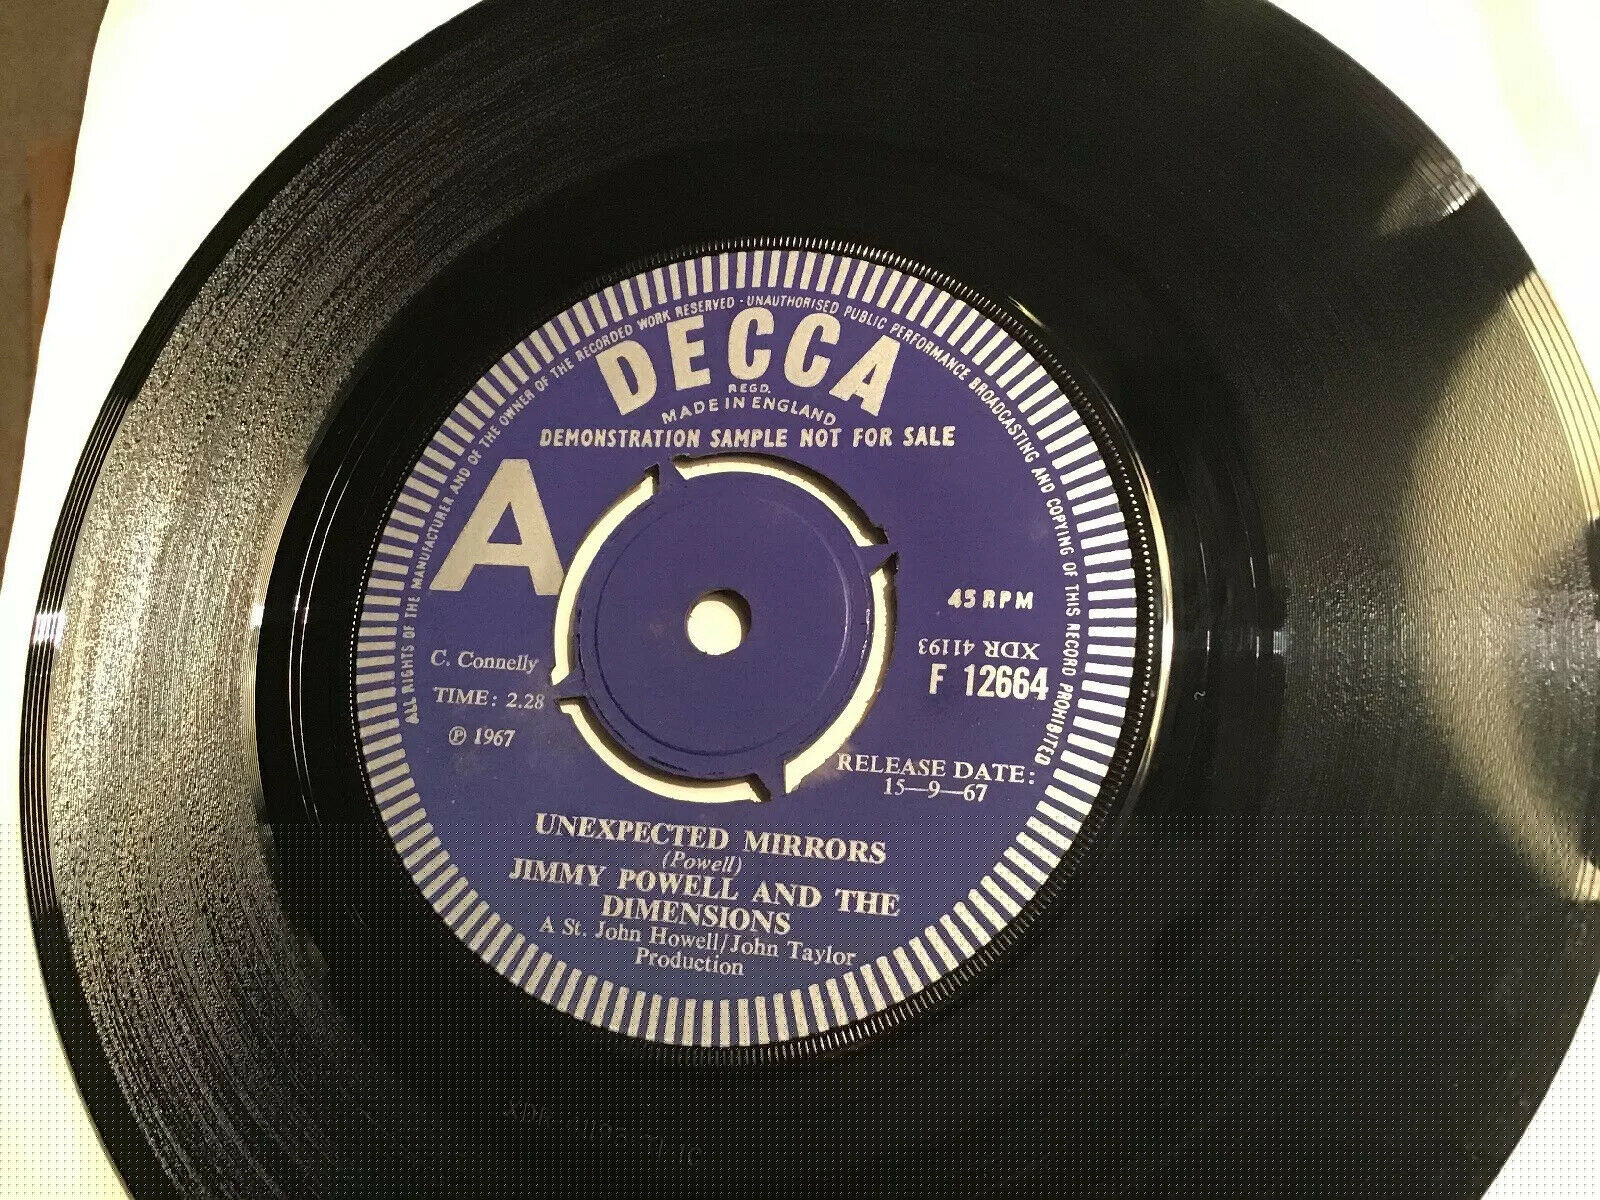 ALL RIGHTS OF THE MANUFACTURER AND OF THE OWNER OF THE RECORDED WORK RESERVED · UNAUTHORISED PUBLIC PERFORMANCE BROADCASTING AND COPYING OF THIS RECORD PROHIBITED
DECCA
REGD.
MADE IN ENGLAND
DEMONSTRATION SAMPLE NOT FOR SALE
A
45 RPM
XDR 41193
F 12664
C. Connelly
TIME: 2.28
℗ 1967
RELEASE DATE:
15—9—67
UNEXPECTED MIRRORS
(Powell)
JIMMY POWELL AND THE
DIMENSIONS
A St. John Howell/John Taylor
Production